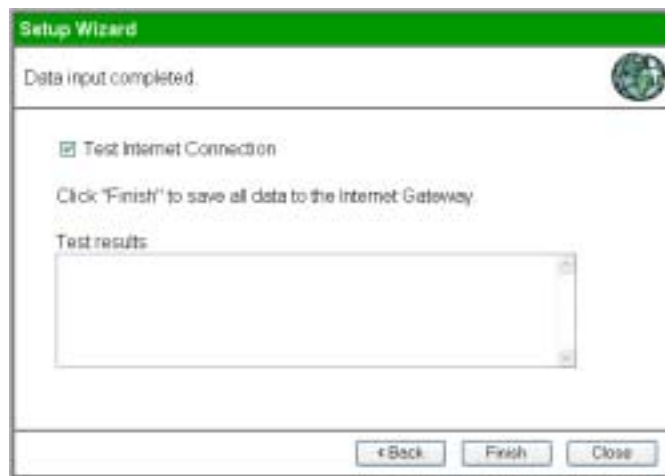 Setup Wizard
Data input completed.
Test Internet Connection
Click "Finish" to save all data to the Internet Gateway
Test results
< Back Finish Close